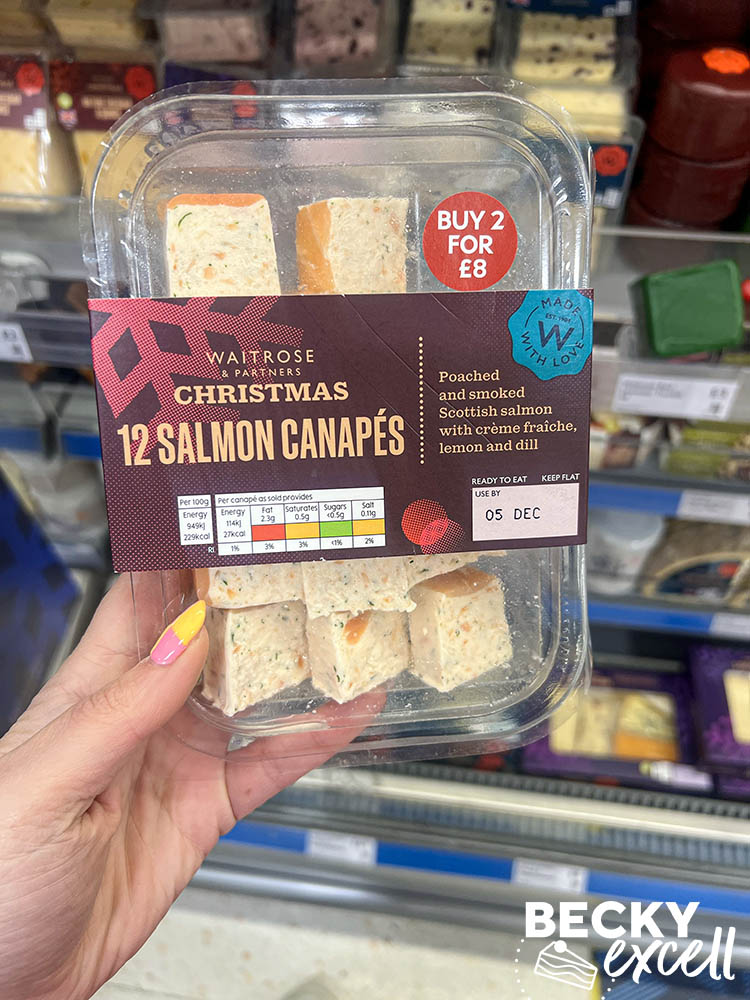 BUY 2
FOR
£8
MADE
EST. 1904
W
WITH LOVE
WAITROSE
& PARTNERS
CHRISTMAS
12 SALMON CANAPÉS
Poached
and smoked
Scottish salmon
with crème fraîche,
lemon and dill
READY TO EAT KEEP FLAT
USE BY
05 DEC
Per 100g
Energy
949kJ
229kcal
Per canapé as sold provides
Energy Fat Saturates Sugars Salt
114kJ 2.3g 0.5g <0.5g 0.11g
27kcal
RI 1% 3% 3% <1% 2%
BECKY
excell